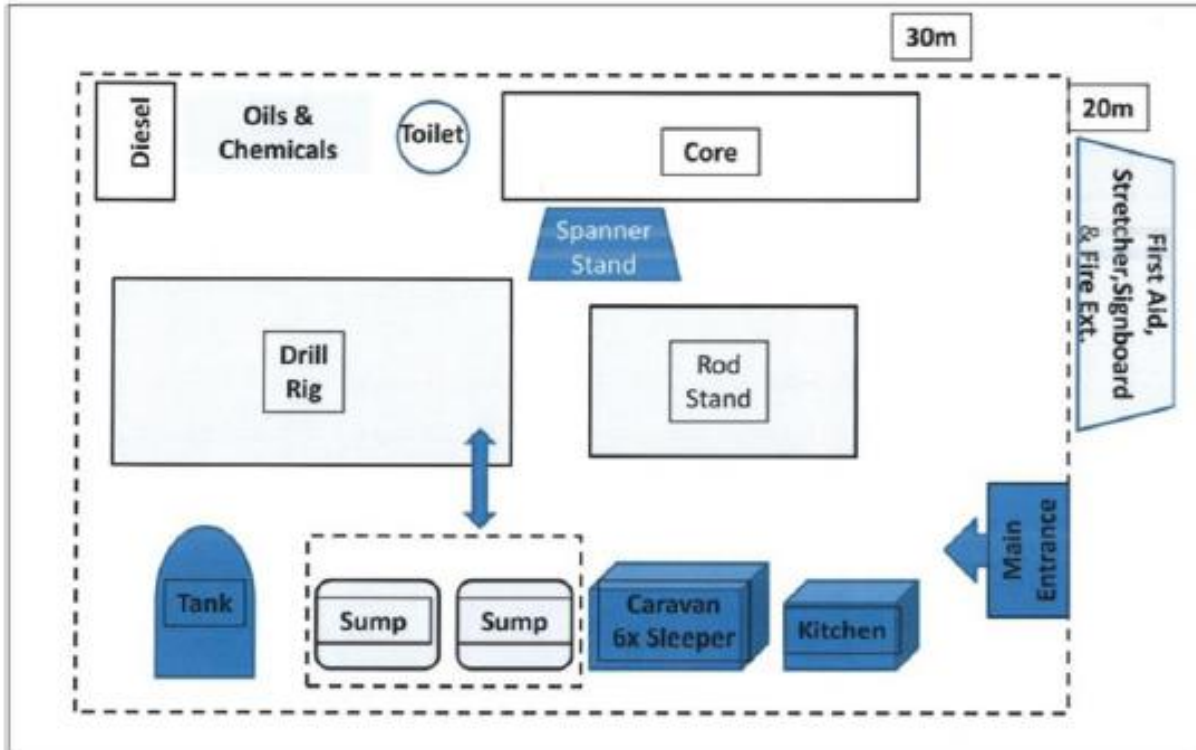 30m
20m
Diesel
Oils &
Chemicals
Toilet
Core
First Aid,
Stretcher,Signboard
& Fire Ext.
Spanner
Stand
Drill
Rig
Rod
Stand
Main
Entrance
Tank
Sump
Sump
Caravan
6x Sleeper
Kitchen